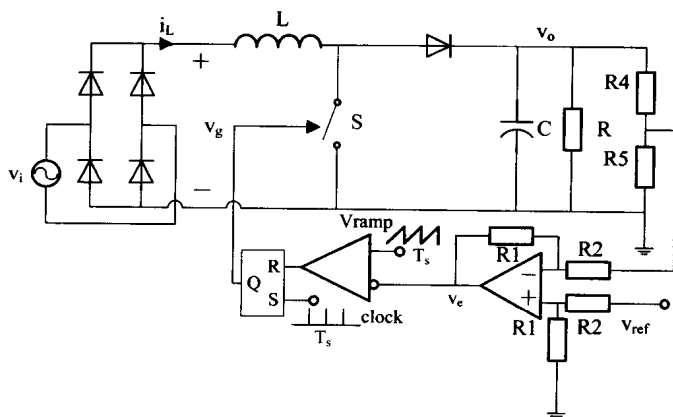 i_L
L
v_o
+
R4
v_g
S
C
R
R5
v_i
−
Vramp
R
T_s
R1
R2
Q
−
S
v_e
+
clock
R1
R2
v_ref
T_s